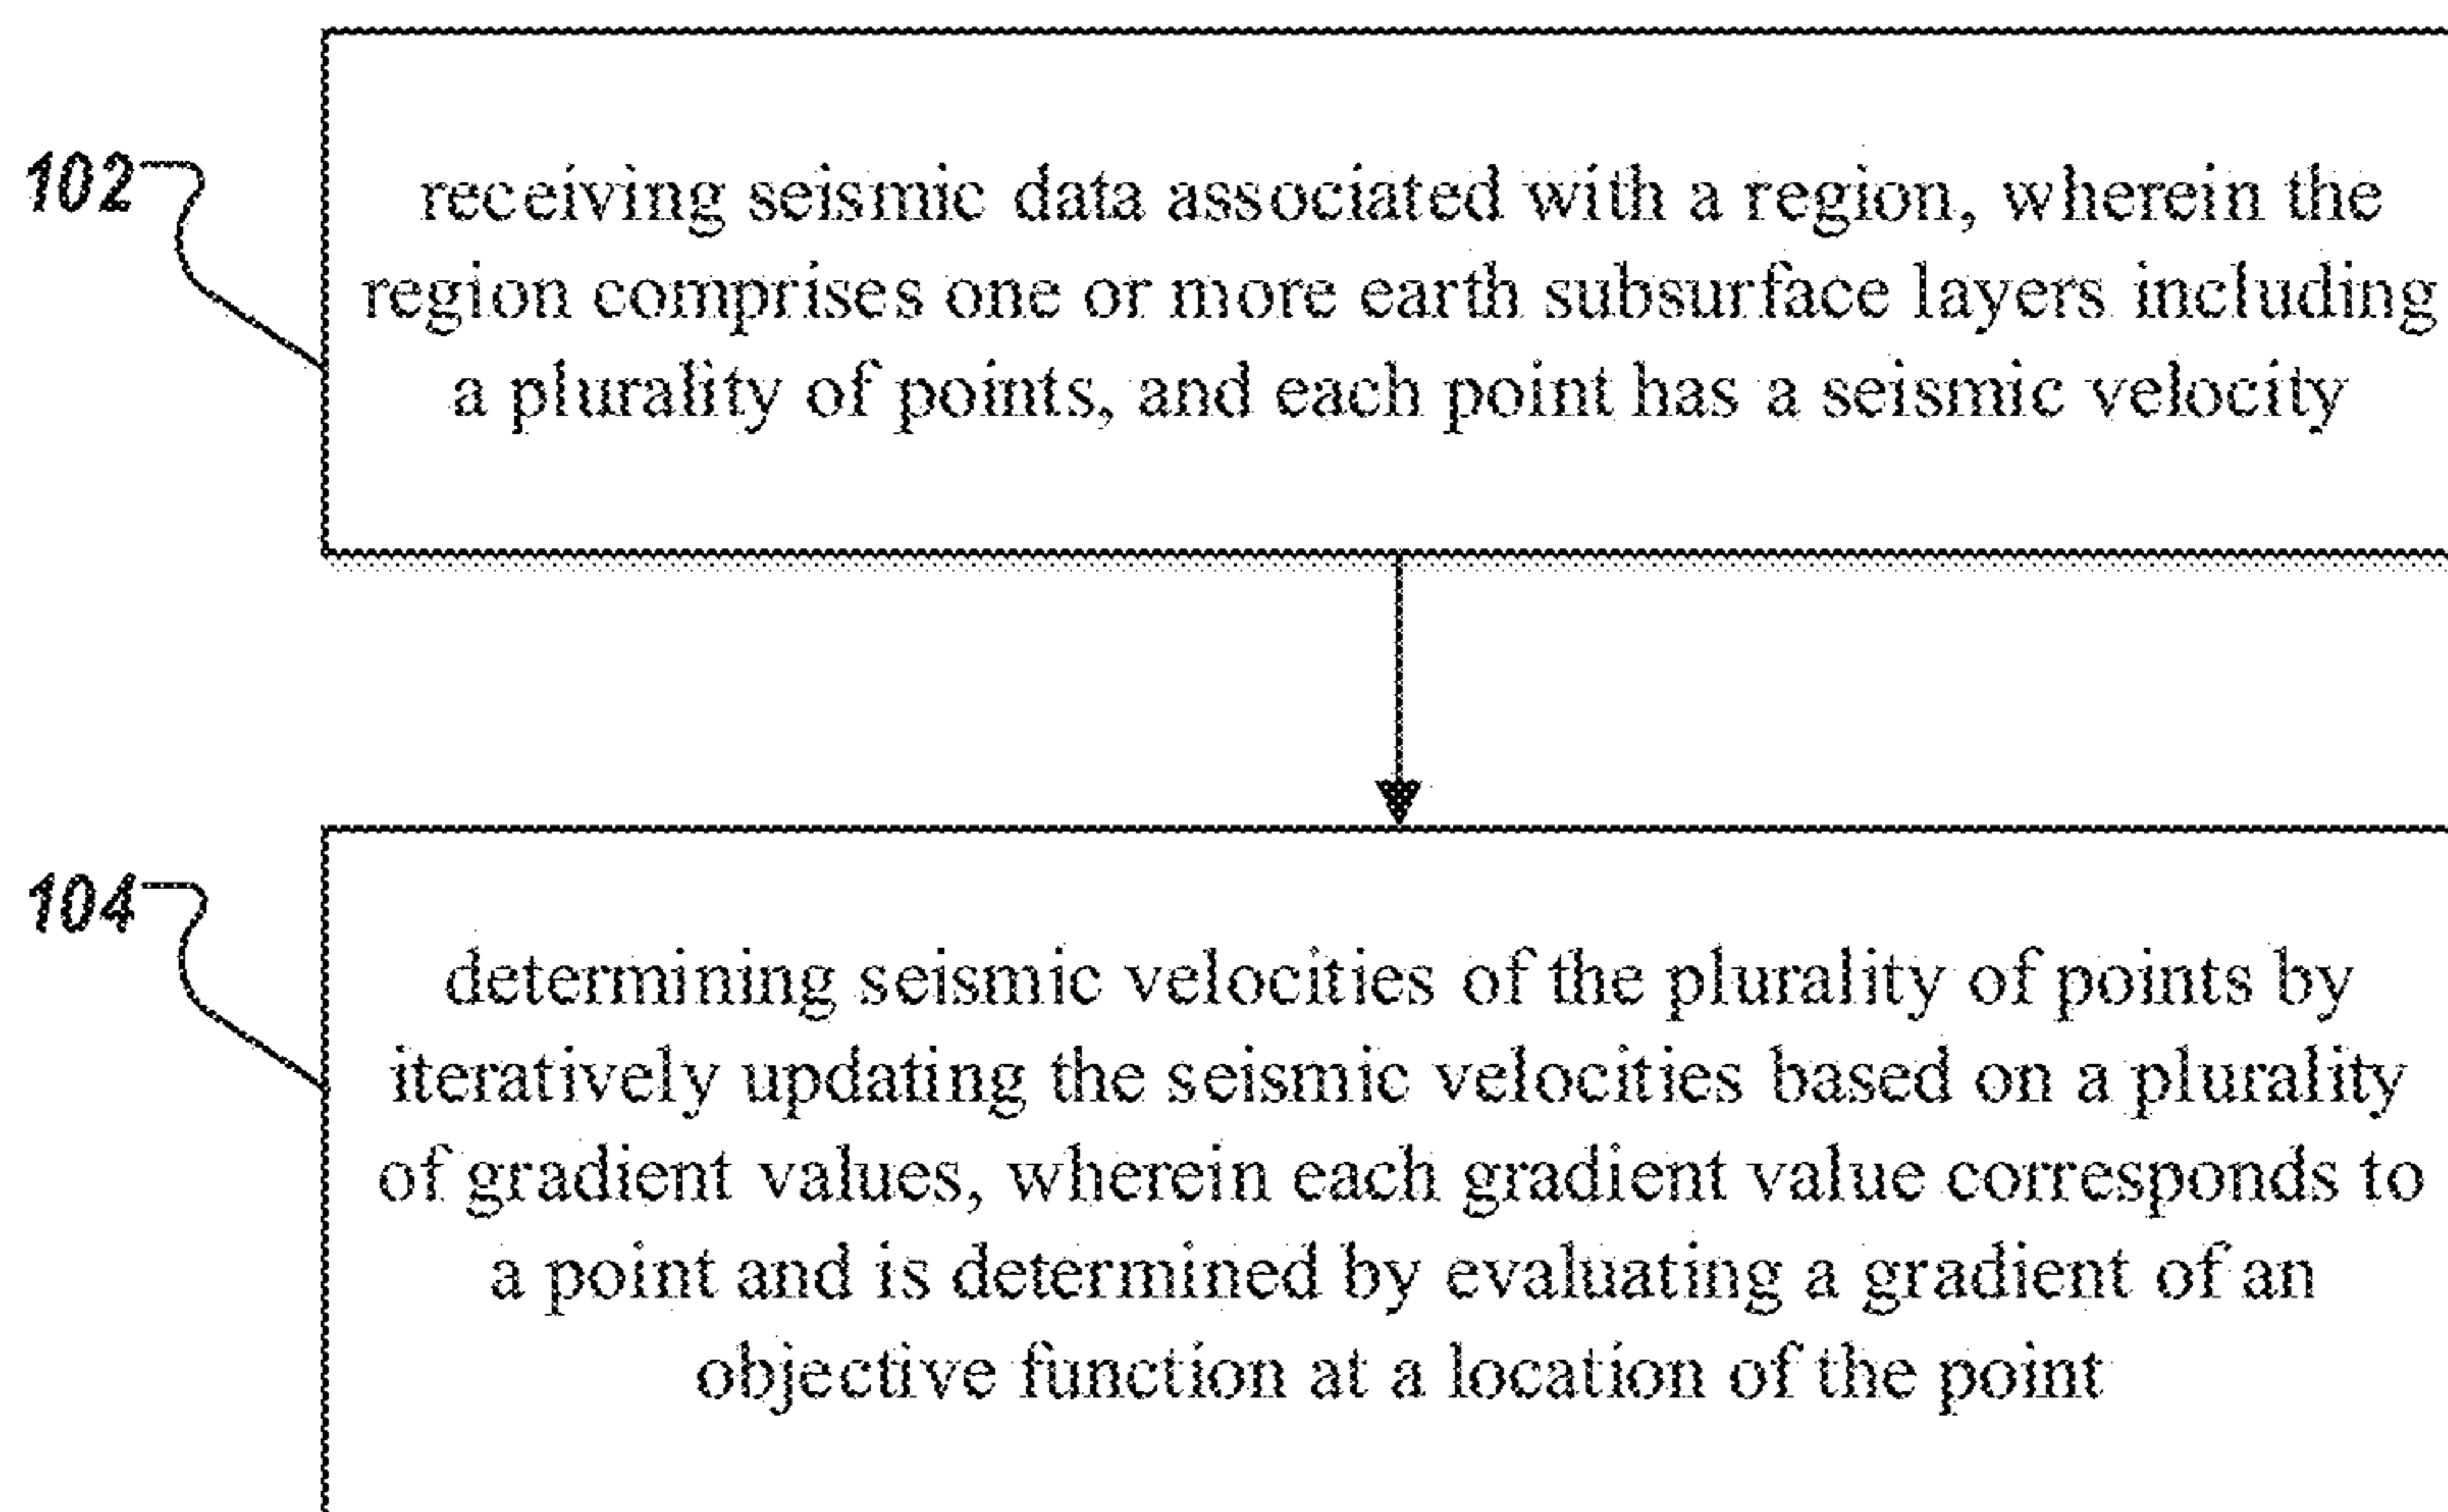 102
receiving seismic data associated with a region, wherein the
region comprises one or more earth subsurface layers including
a plurality of points, and each point has a seismic velocity
104
determining seismic velocities of the plurality of points by
iteratively updating the seismic velocities based on a plurality
of gradient values, wherein each gradient value corresponds to
a point and is determined by evaluating a gradient of an
objective function at a location of the point